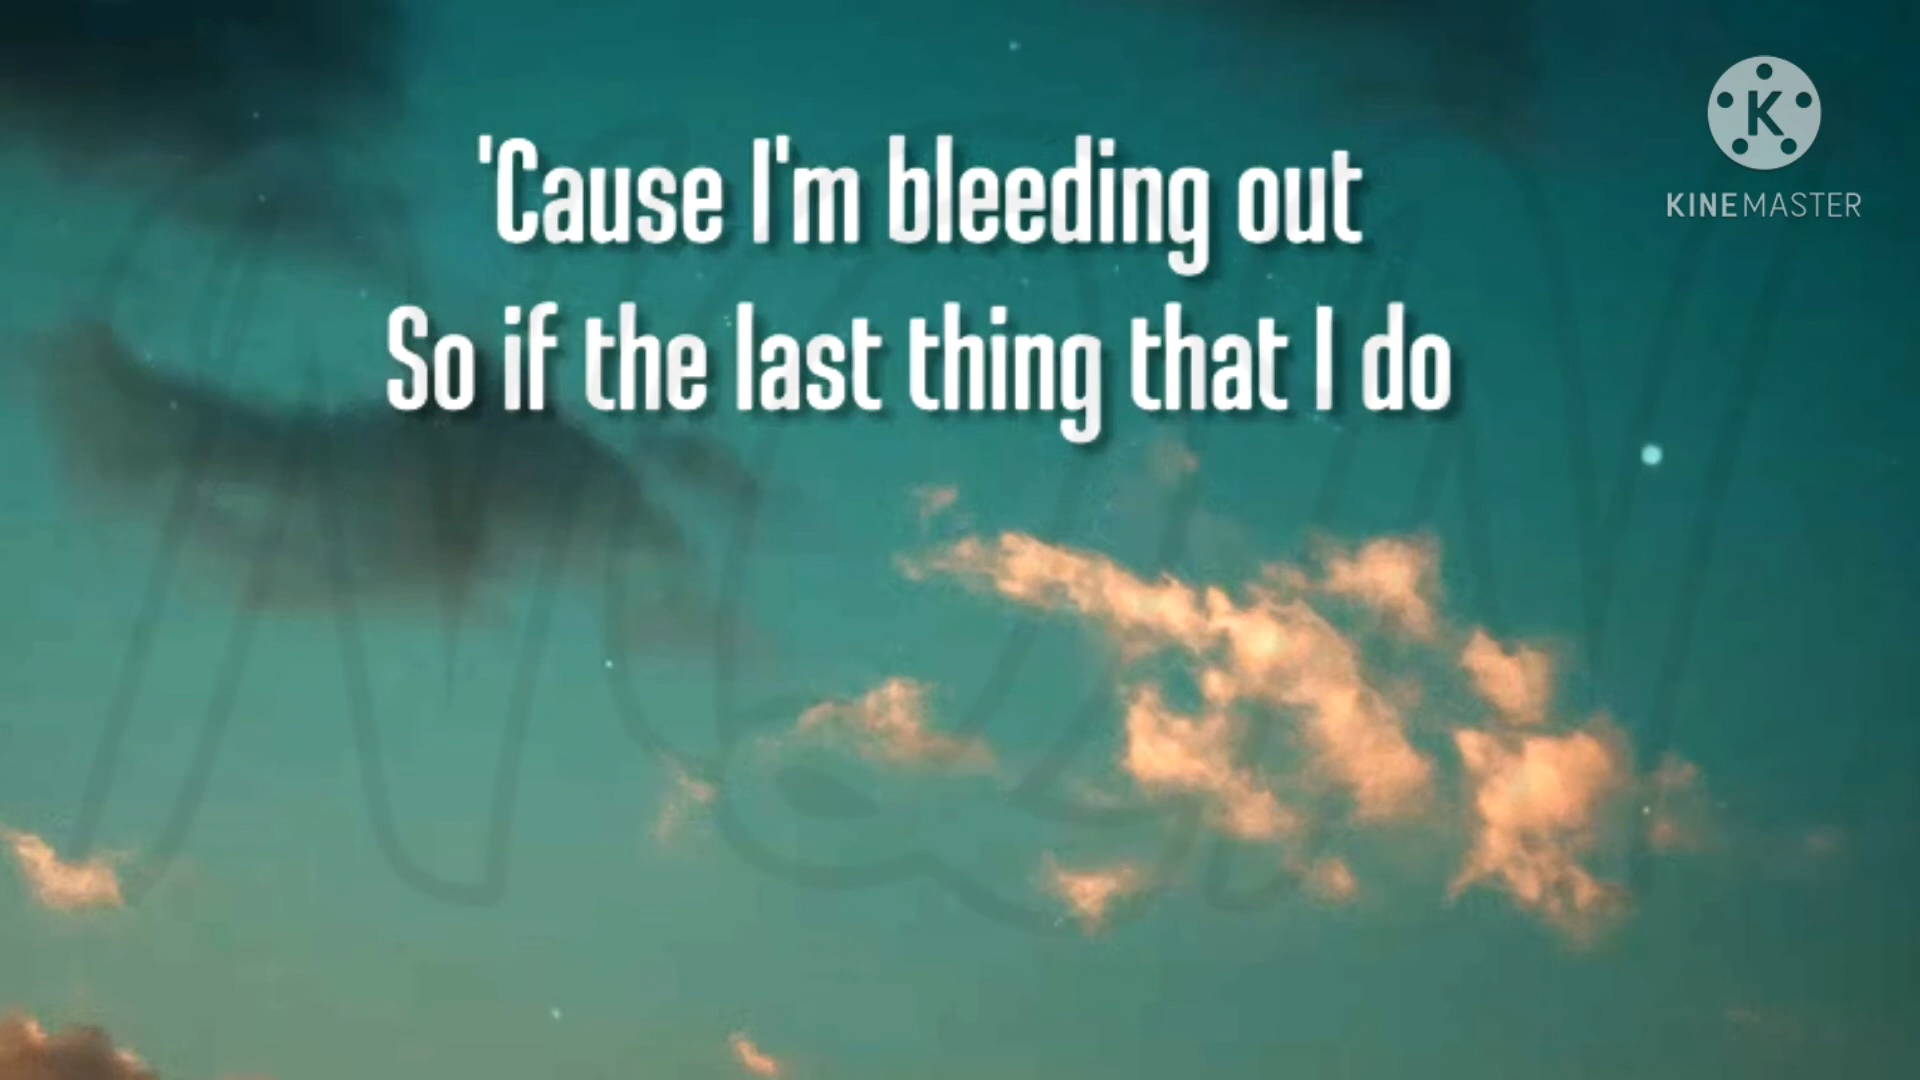 'Cause I'm bleeding out
So if the last thing that I do
K
KINEMASTER